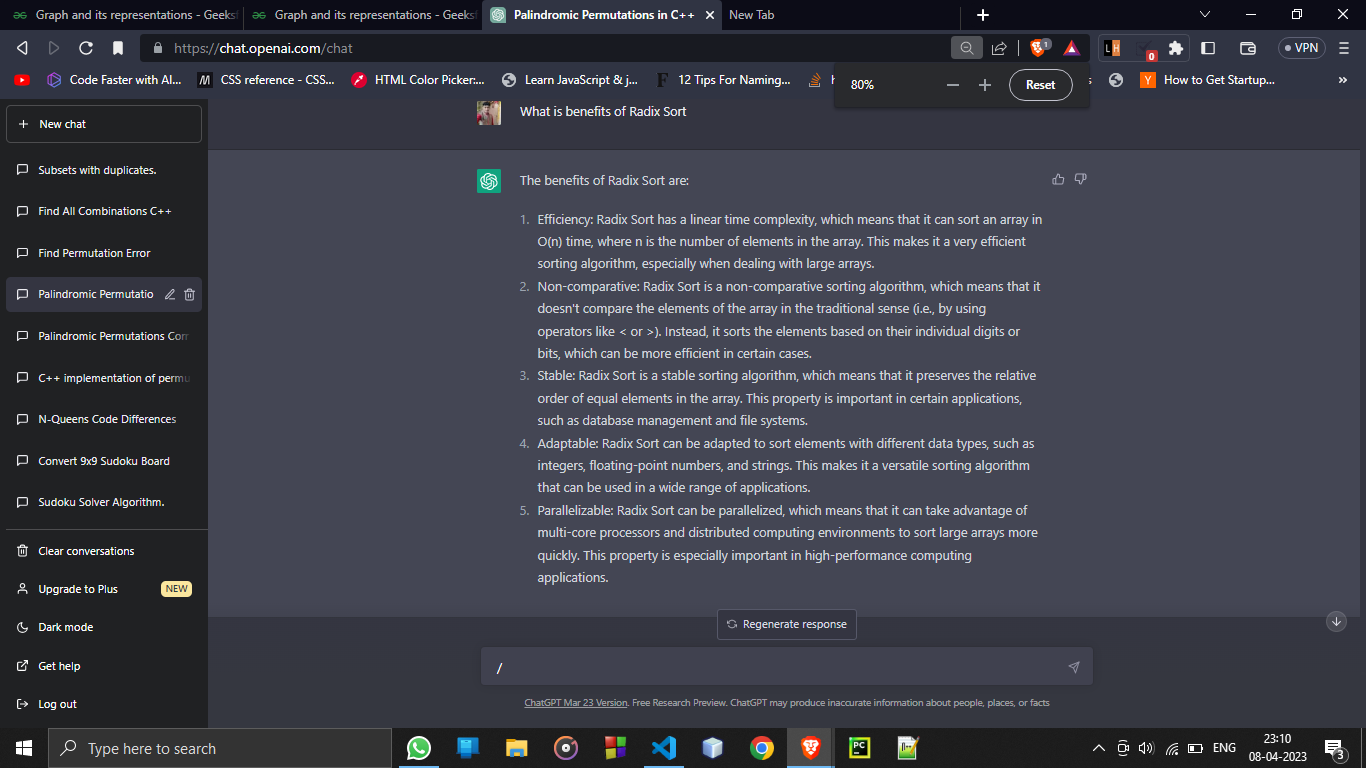 Graph and its representations - Geeks
Graph and its representations - Geeks
Palindromic Permutations in C++
New Tab
https://chat.openai.com/chat
1
0
VPN
Code Faster with AI...
CSS reference - CSS...
HTML Color Picker:...
Learn JavaScript & j...
12 Tips For Naming...
How to Get Startup...
80%
Reset
New chat
Subsets with duplicates.
Find All Combinations C++
Find Permutation Error
Palindromic Permutatio
Palindromic Permutations Com
C++ implementation of permu
N-Queens Code Differences
Convert 9x9 Sudoku Board
Sudoku Solver Algorithm.
Clear conversations
Upgrade to Plus NEW
Dark mode
Get help
Log out
What is benefits of Radix Sort
The benefits of Radix Sort are:
1. Efficiency: Radix Sort has a linear time complexity, which means that it can sort an array in
O(n) time, where n is the number of elements in the array. This makes it a very efficient
sorting algorithm, especially when dealing with large arrays.
2. Non-comparative: Radix Sort is a non-comparative sorting algorithm, which means that it
doesn't compare the elements of the array in the traditional sense (i.e., by using
operators like < or >). Instead, it sorts the elements based on their individual digits or
bits, which can be more efficient in certain cases.
3. Stable: Radix Sort is a stable sorting algorithm, which means that it preserves the relative
order of equal elements in the array. This property is important in certain applications,
such as database management and file systems.
4. Adaptable: Radix Sort can be adapted to sort elements with different data types, such as
integers, floating-point numbers, and strings. This makes it a versatile sorting algorithm
that can be used in a wide range of applications.
5. Parallelizable: Radix Sort can be parallelized, which means that it can take advantage of
multi-core processors and distributed computing environments to sort large arrays more
quickly. This property is especially important in high-performance computing
applications.
Regenerate response
/
ChatGPT Mar 23 Version. Free Research Preview. ChatGPT may produce inaccurate information about people, places, or facts
Type here to search
ENG
23:10
08-04-2023
3